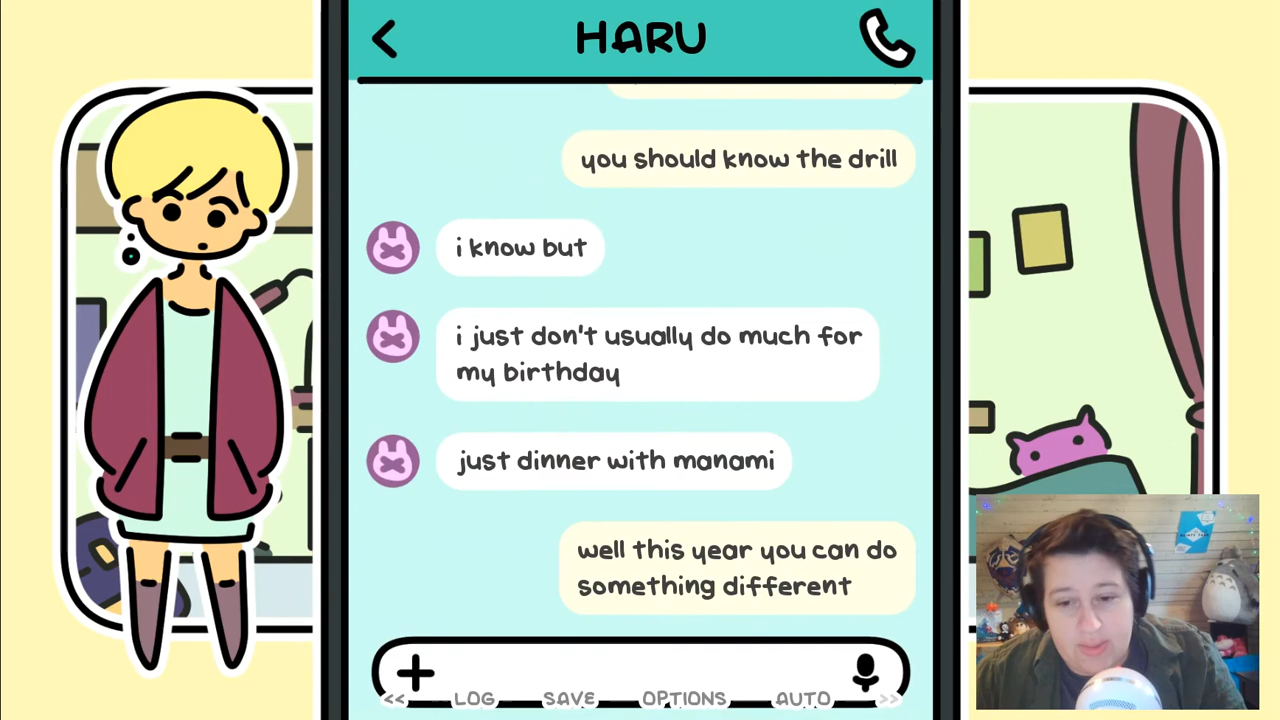 HARU
you should know the drill
i know but
i just don't usually do much for
my birthday
just dinner with manami
well this year you can do
something different
<< LOG SAVE OPTIONS AUTO >>